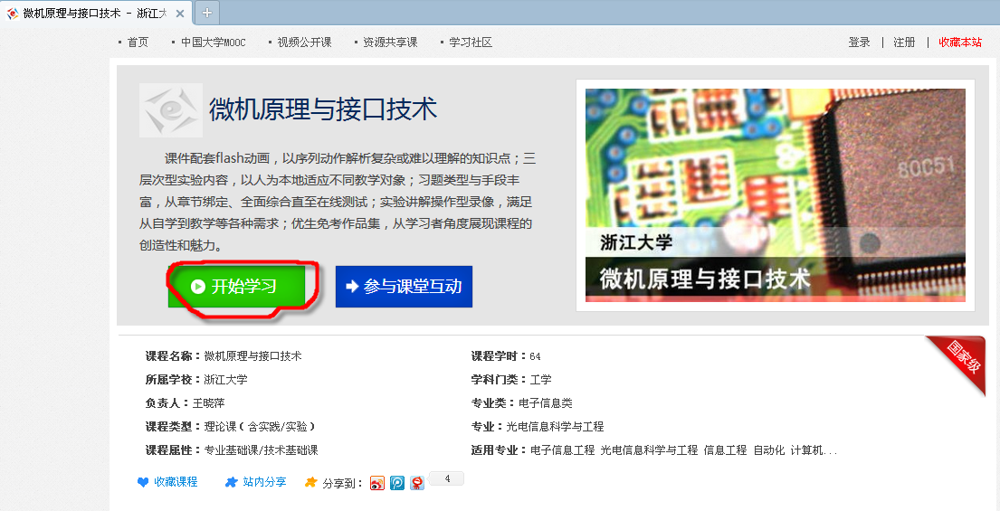 微机原理与接口技术 - 浙江大
首页
中国大学MOOC
视频公开课
资源共享课
学习社区
登录 | 注册 | 收藏本站
微机原理与接口技术
课件配套flash动画，以序列动作解析复杂或难以理解的知识点；三
层次型实验内容，以人为本地适应不同教学对象；习题类型与手段丰
富，从章节绑定、全面综合直至在线测试；实验讲解操作型录像，满足
从自学到教学等各种需求；优生免考作品集，从学习者角度展现课程的
创造性和魅力。
开始学习
参与课堂互动
80C51
浙江大学
微机原理与接口技术
国家级
课程名称：微机原理与接口技术
课程学时：64
所属学校：浙江大学
学科门类：工学
负责人：王晓萍
专业类：电子信息类
课程类型：理论课（含实践/实验）
专业：光电信息科学与工程
课程属性：专业基础课/技术基础课
适用专业：电子信息工程 光电信息科学与工程 信息工程 自动化 计算机...
收藏课程
站内分享
分享到：
4